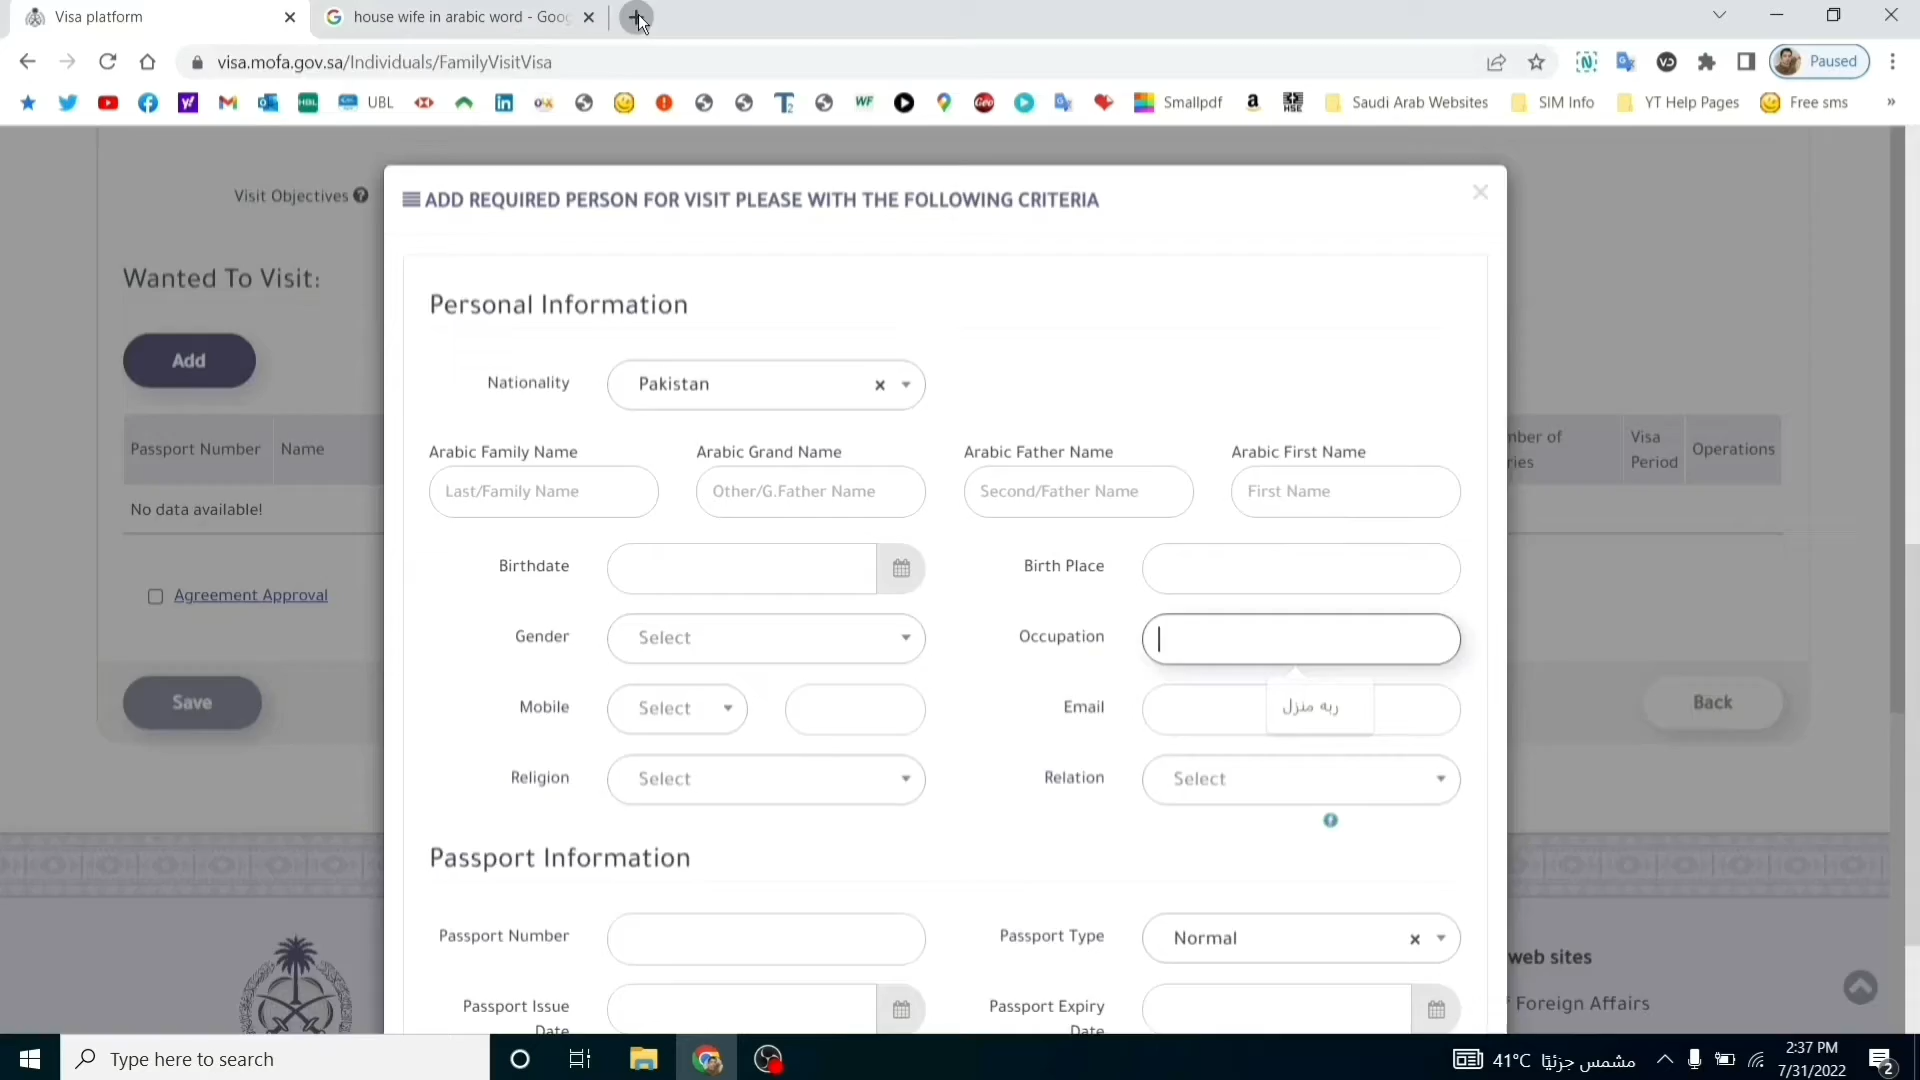 Visa platform
house wife in arabic word - Goo
visa.mofa.gov.sa/Individuals/FamilyVisitVisa
Paused
UBL
Smallpdf
Saudi Arab Websites
SIM Info
YT Help Pages
Free sms
»
Visit Objectives
ADD REQUIRED PERSON FOR VISIT PLEASE WITH THE FOLLOWING CRITERIA
Wanted To Visit:
Add
Passport Number
Name
Visa Period
Operations
No data available!
Agreement Approval
Save
Back
Personal Information
Nationality
Pakistan
Arabic Family Name
Arabic Grand Name
Arabic Father Name
Arabic First Name
Last/Family Name
Other/G.Father Name
Second/Father Name
First Name
Birthdate
Birth Place
Gender
Select
Occupation
Mobile
Select
Email
ربه منزل
Religion
Select
Relation
Select
Passport Information
Passport Number
Passport Type
Normal
Passport Issue Date
Passport Expiry Date
web sites
Foreign Affairs
Type here to search
41°C
مشمس جزئيًا
2:37 PM
7/31/2022
2